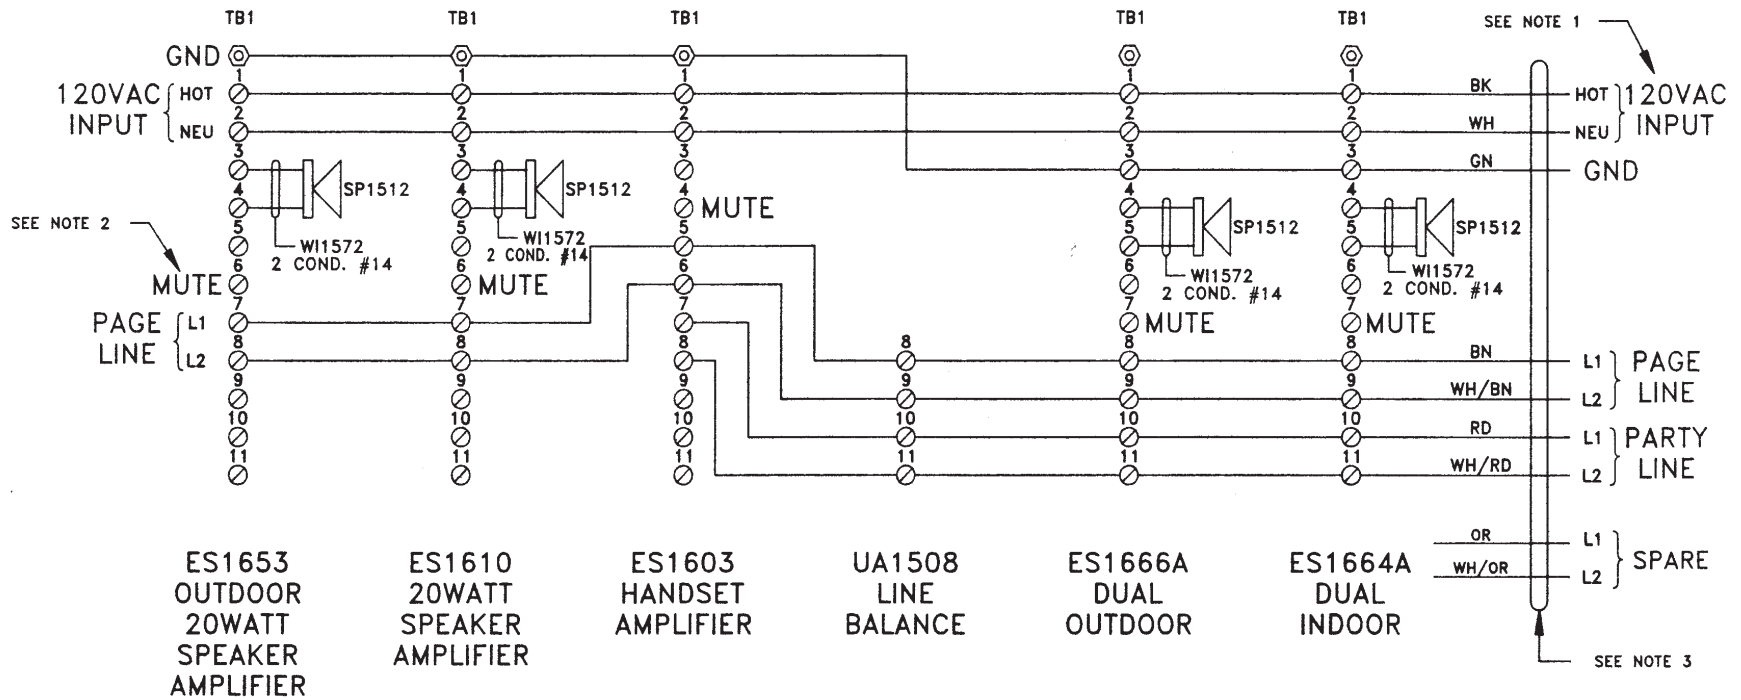 TB1 TB1 TB1 TB1 TB1
SEE NOTE 1
GND
1 1 1 1 1
120VAC INPUT HOT
BK HOT 120VAC INPUT
2 2 2 2 2
NEU
WH NEU
3 3 3 3 3
GN GND
SP1512 SP1512
4 4 4 4 4
MUTE
SEE NOTE 2
SP1512 SP1512
5 5 5 5 5
WI1572 WI1572
2 COND. #14 2 COND. #14
6 6 6 6 6
MUTE MUTE
WI1572 WI1572
2 COND. #14 2 COND. #14
7 7 7 7 7
PAGE LINE L1
MUTE MUTE
8 8 8 8 8 8
L2
BN L1 PAGE LINE
9 9 9 9 9 9
WH/BN L2
10 10 10 10 10 10
RD L1 PARTY LINE
11 11 11 11 11 11
WH/RD L2
OR L1 SPARE
WH/OR L2
ES1653
OUTDOOR
20WATT
SPEAKER
AMPLIFIER
ES1610
20WATT
SPEAKER
AMPLIFIER
ES1603
HANDSET
AMPLIFIER
UA1508
LINE
BALANCE
ES1666A
DUAL
OUTDOOR
ES1664A
DUAL
INDOOR
SEE NOTE 3